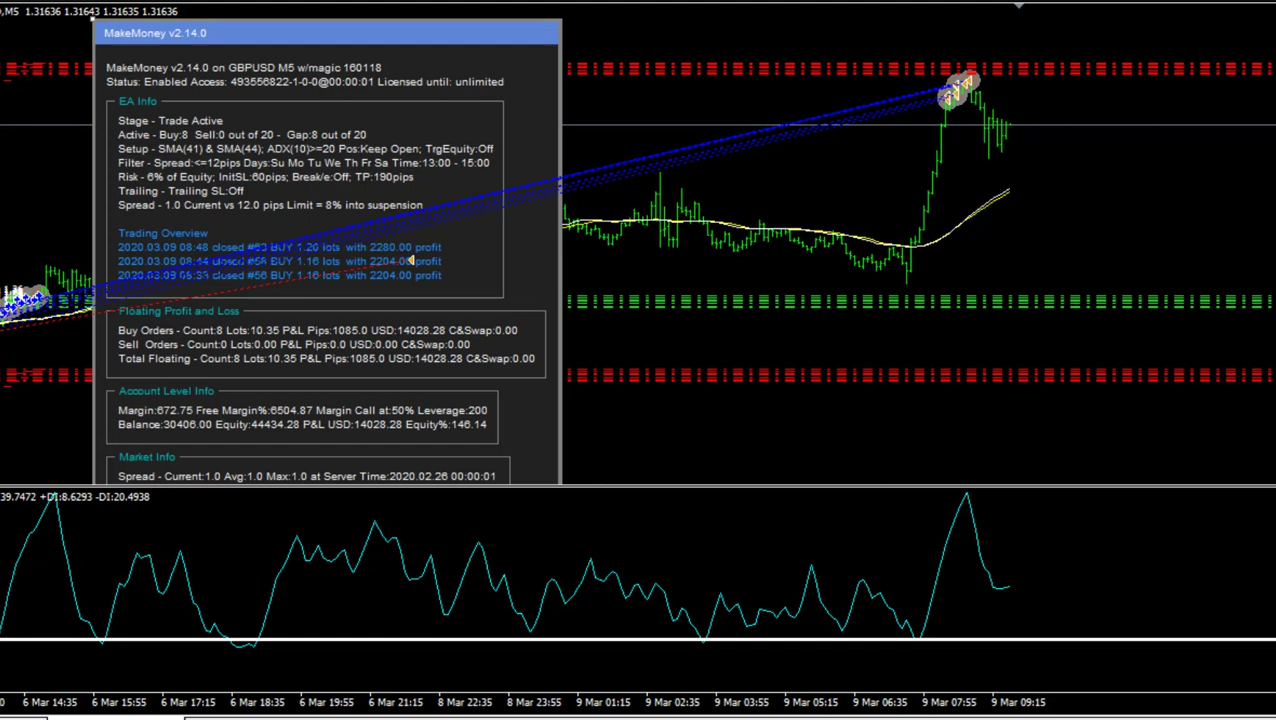 ,M5 1.31636 1.31643 1.31635 1.31636
MakeMoney v2.14.0
MakeMoney v2.14.0 on GBPUSD M5 w/magic 160118
Status: Enabled Access: 493556822-1-0-0@00:00:01 Licensed until: unlimited
EA Info
Stage - Trade Active
Active - Buy:8 Sell:0 out of 20 - Gap:8 out of 20
Setup - SMA(41) & SMA(44); ADX(10)>=20 Pos:Keep Open; TrgEquity:Off
Filter - Spread:<=12pips Days:Su Mo Tu We Th Fr Sa Time:13:00 - 15:00
Risk - 6% of Equity; InitSL:60pips; Break/e:Off; TP:190pips
Trailing - Trailing SL:Off
Spread - 1.0 Current vs 12.0 pips Limit = 8% into suspension
Trading Overview
2020.03.09 08:48 closed #63 BUY 1.20 lots with 2280.00 profit
2020.03.09 closed BUY 1.16 lots with 2204.00 profit
2020.03.09 closed #56 BUY 1.16 lots with 2204.00 profit
Floating Profit and Loss
Buy Orders - Count:8 Lots:10.35 P&L Pips:1085.0 USD:14028.28 C&Swap:0.00
Sell Orders - Count:0 Lots:0.00 P&L Pips:0.0 USD:0.00 C&Swap:0.00
Total Floating - Count:8 Lots:10.35 P&L Pips:1085.0 USD:14028.28 C&Swap:0.00
Account Level Info
Margin:672.75 Free Margin%:6504.87 Margin Call at:50% Leverage:200
Balance:30406.00 Equity:44434.28 P&L USD:14028.28 Equity%:146.14
Market Info
Spread - Current:1.0 Avg:1.0 Max:1.0 at Server Time:2020.02.26 00:00:01
39.7472 +DI:8.6293 -DI:20.4938
0 6 Mar 14:35 6 Mar 15:55 6 Mar 17:15 6 Mar 18:35 6 Mar 19:55 6 Mar 21:15 8 Mar 22:35 8 Mar 23:55 9 Mar 01:15 9 Mar 02:35 9 Mar 03:55 9 Mar 05:15 9 Mar 06:35 9 Mar 07:55 9 Mar 09:15